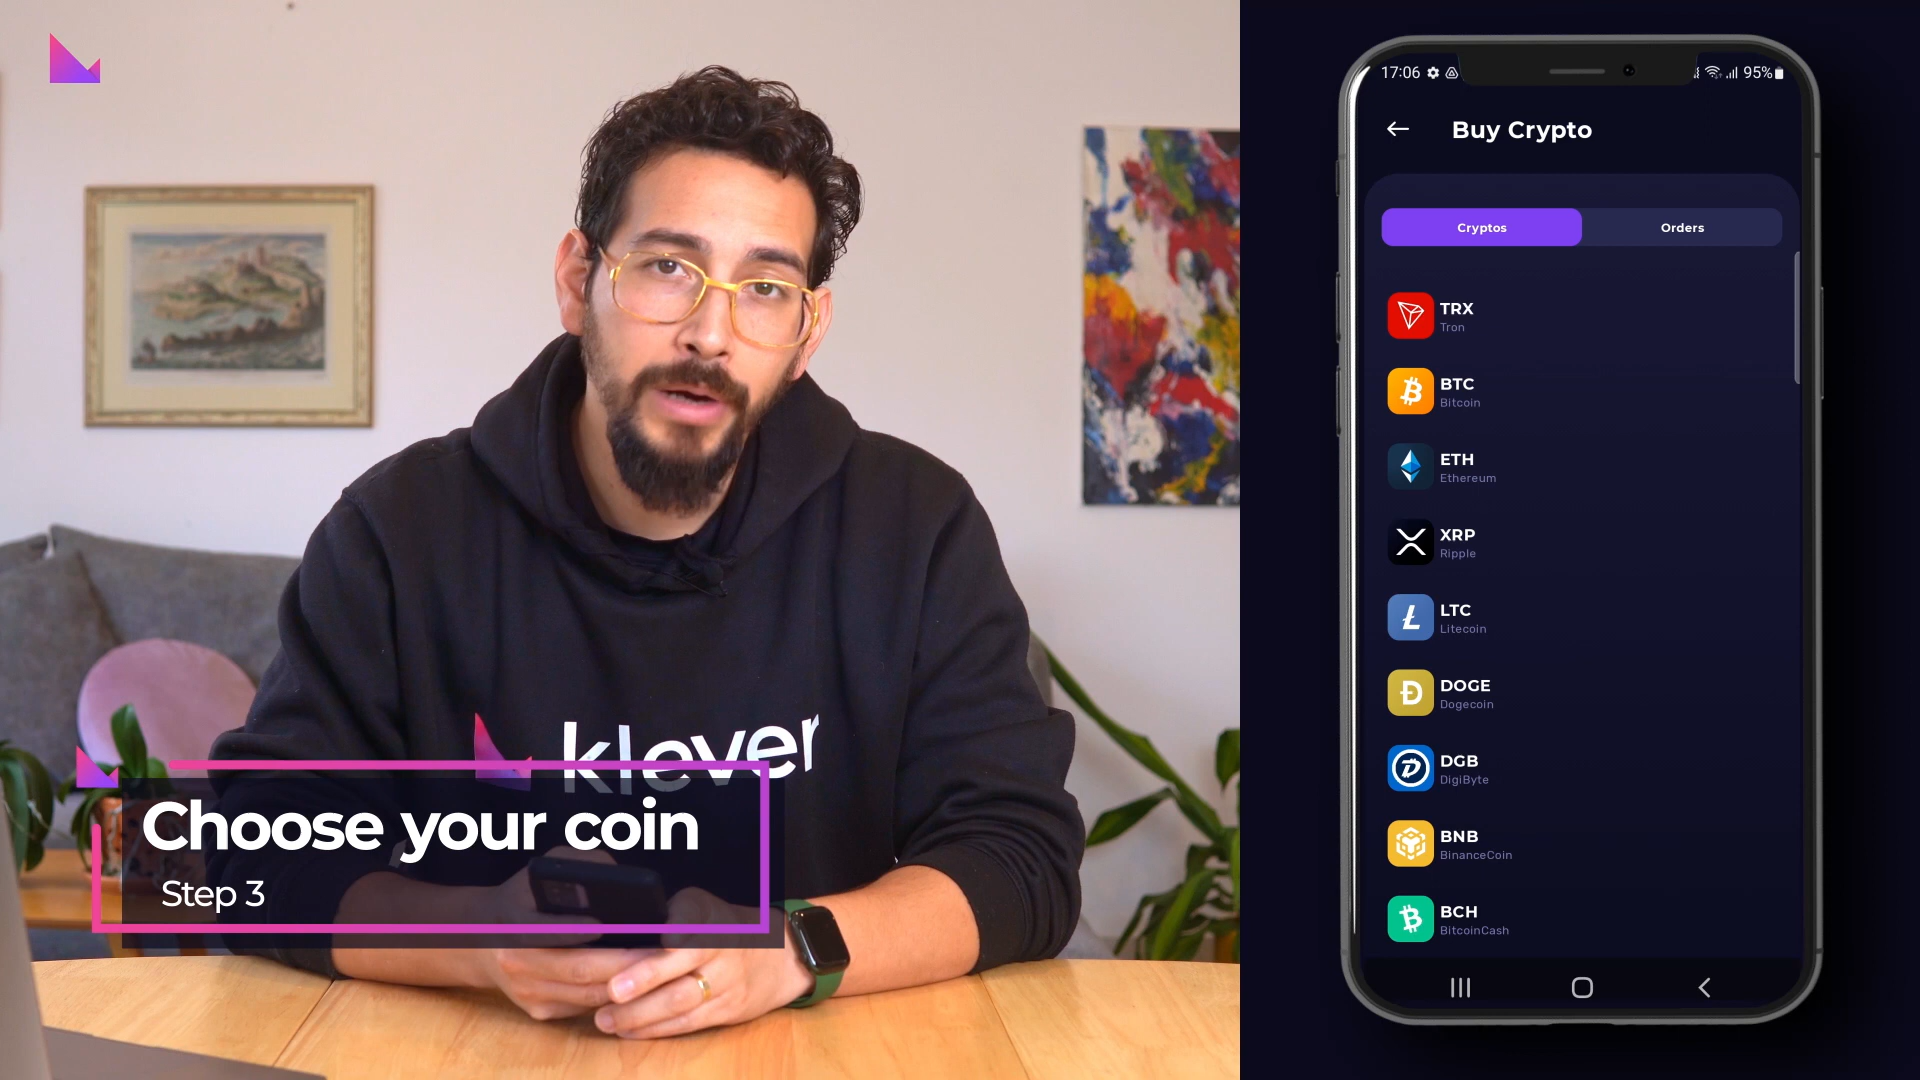 klever
Choose your coin
Step 3
17:06
95%
Buy Crypto
Cryptos
Orders
TRX
Tron
BTC
Bitcoin
ETH
Ethereum
XRP
Ripple
LTC
Litecoin
DOGE
Dogecoin
DGB
DigiByte
BNB
BinanceCoin
BCH
BitcoinCash